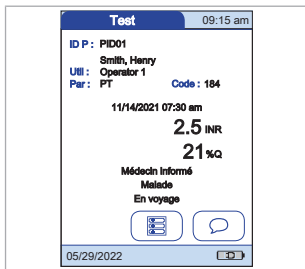 Test 09:15 am
ID P : PID01
Smith, Henry
Util : Operator 1
Par : PT Code : 184
11/14/2021 07:30 am
2.5 INR
21 %Q
Médecin Informé
Malade
En voyage
05/29/2022